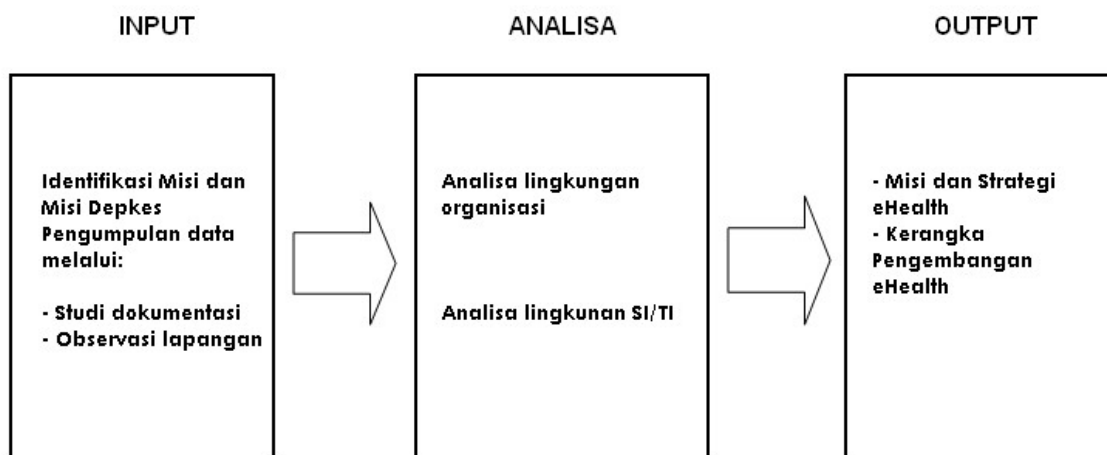 INPUT
Identifikasi Misi dan
Misi Depkes
Pengumpulan data
melalui:
- Studi dokumentasi
- Observasi lapangan
ANALISA
Analisa lingkungan
organisasi
Analisa lingkunan SI/TI
OUTPUT
- Misi dan Strategi
eHealth
- Kerangka
Pengembangan
eHealth